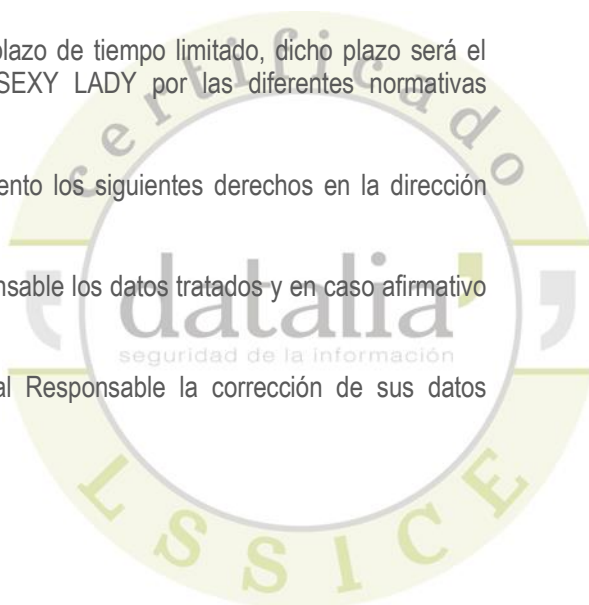 plazo de tiempo limitado, dicho plazo será el
SEXY LADY por las diferentes normativas
certificado
ento los siguientes derechos en la dirección
nsable los datos tratados y en caso afirmativo
datalia
seguridad de la información
al Responsable la corrección de sus datos
LSSICE